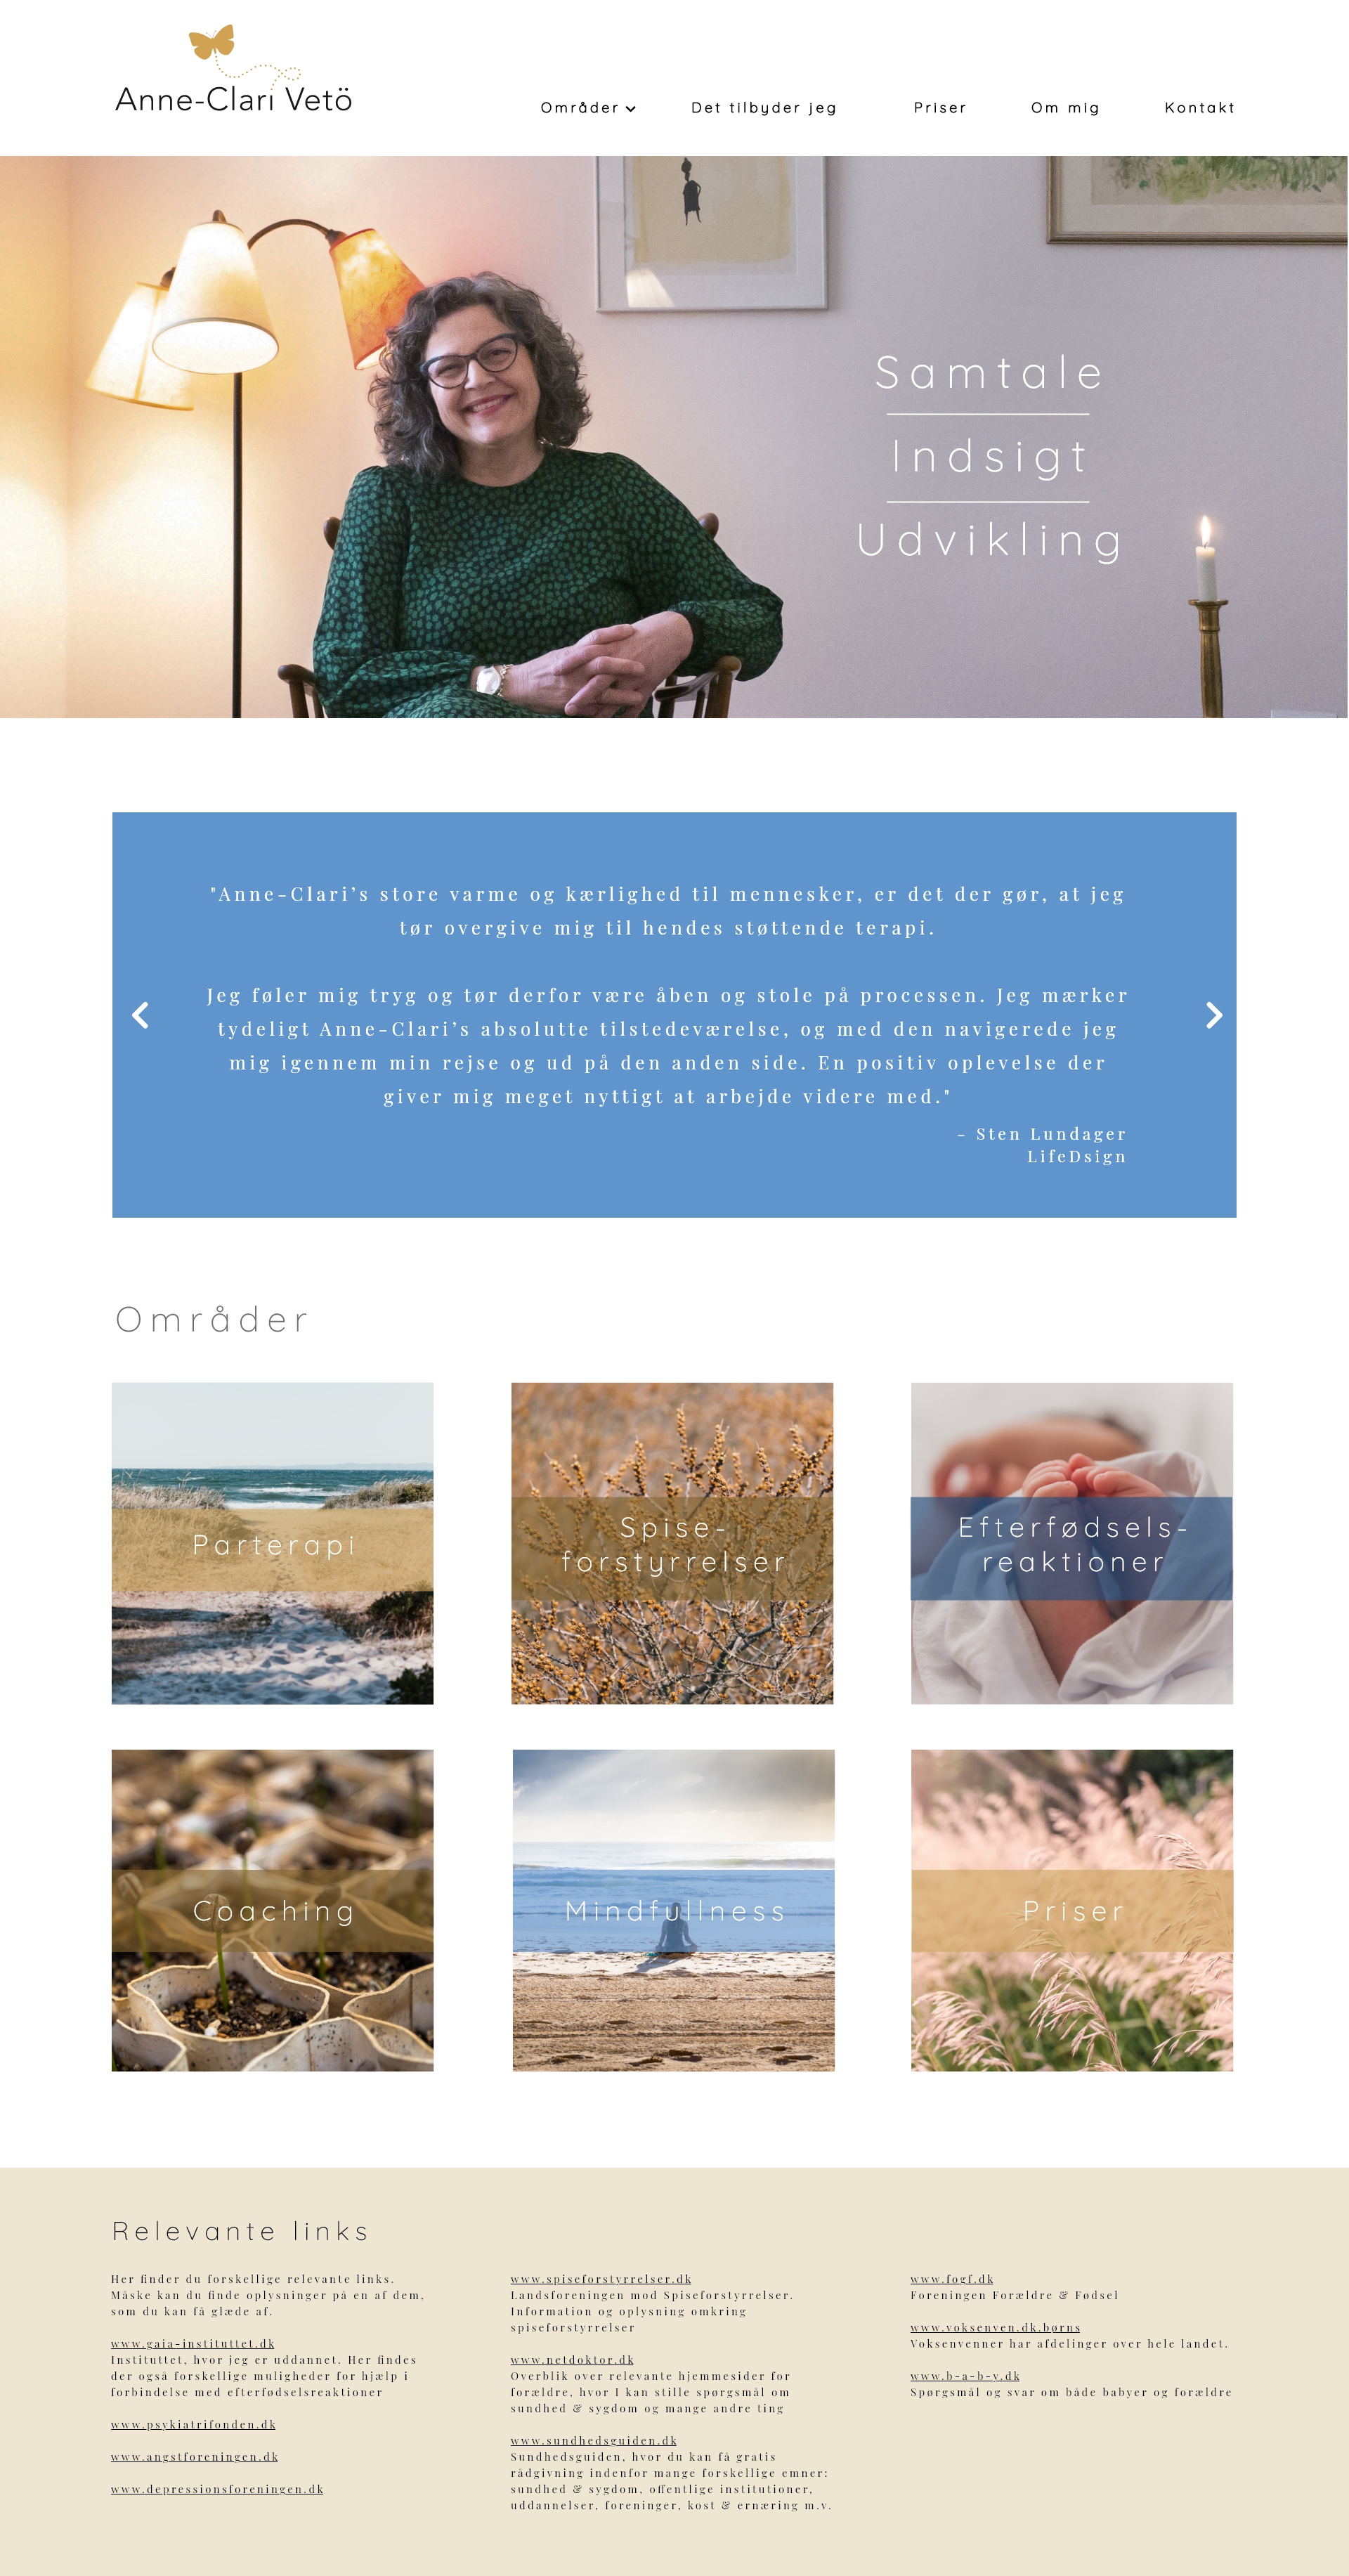 Anne-Clari Vetö
Områder
Det tilbyder jeg
Priser
Om mig
Kontakt
Samtale
Indsigt
Udvikling
"Anne-Clari’s store varme og kærlighed til mennesker, er det der gør, at jeg
tør overgive mig til hendes støttende terapi.
Jeg føler mig tryg og tør derfor være åben og stole på processen. Jeg mærker
tydeligt Anne-Clari’s absolutte tilstedeværelse, og med den navigerede jeg
mig igennem min rejse og ud på den anden side. En positiv oplevelse der
giver mig meget nyttigt at arbejde videre med."
- Sten Lundager
LifeDsign
Områder
Parterapi
Spise-
forstyrrelser
Efterfødsels-
reaktioner
Coaching
Mindfullness
Priser
Relevante links
Her finder du forskellige relevante links.
Måske kan du finde oplysninger på en af dem,
som du kan få glæde af.
www.gaia-instituttet.dk
Instituttet, hvor jeg er uddannet. Her findes
der også forskellige muligheder for hjælp i
forbindelse med efterfødselsreaktioner
www.psykiatrifonden.dk
www.angstforeningen.dk
www.depressionsforeningen.dk
www.spiseforstyrrelser.dk
Landsforeningen mod Spiseforstyrrelser.
Information og oplysning omkring
spiseforstyrrelser
www.netdoktor.dk
Overblik over relevante hjemmesider for
forældre, hvor I kan stille spørgsmål om
sundhed & sygdom og mange andre ting
www.sundhedsguiden.dk
Sundhedsguiden, hvor du kan få gratis
rådgivning indenfor mange forskellige emner:
sundhed & sygdom, offentlige institutioner,
uddannelser, foreninger, kost & ernæring m.v.
www.fogf.dk
Foreningen Forældre & Fødsel
www.voksenven.dk.børns
Voksenvenner har afdelinger over hele landet.
www.b-a-b-y.dk
Spørgsmål og svar om både babyer og forældre